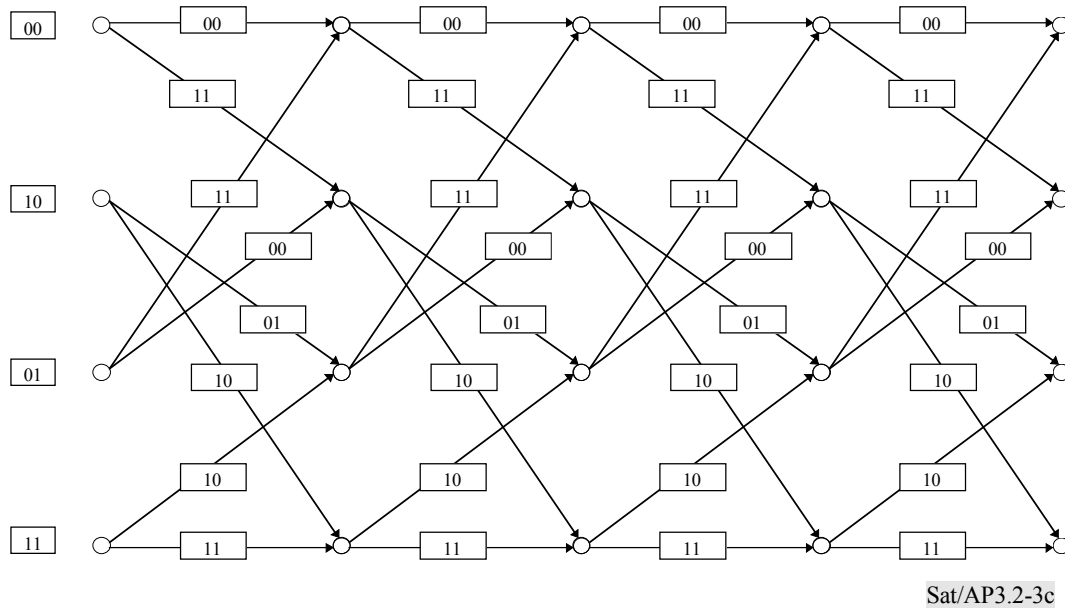 00 00 00 00 00
11 11 11 11
10 11 11 11 11
00 00 00 00
01 01 01 01
01 10 10 10 10
10 10 10 10
11 11 11 11 11
Sat/AP3.2-3c